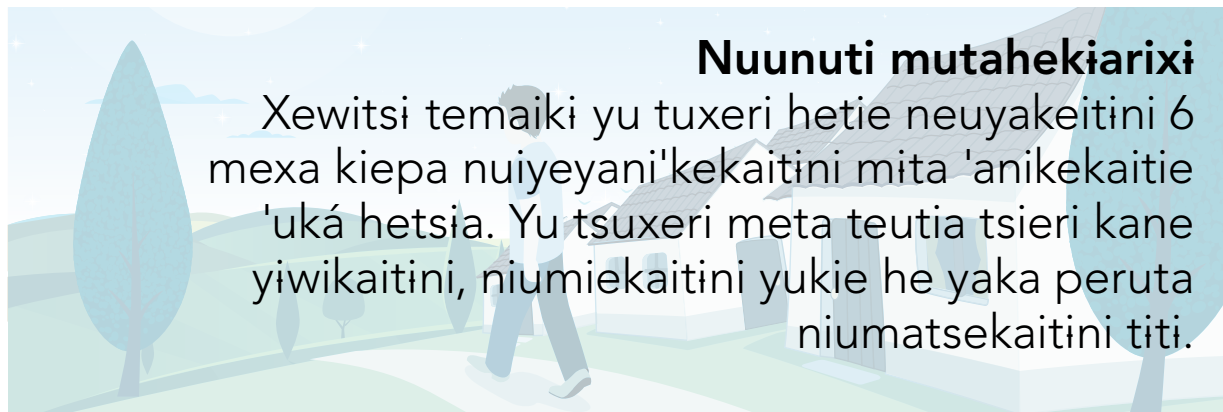 Nuunuti mutahekɨarixɨ
Xewitsɨ temaikɨ yu tuxeri hetie neuyakeitɨni 6
mexa kiepa nuiyeyani'kekaitɨni mɨta 'anikekaitie
'uká hetsɨa. Yu tsuxeri meta teutia tsieri kane
yɨwikaitɨni, niumiekaitɨni yukie he yaka peruta
niumatsekaitɨni tɨtɨ.